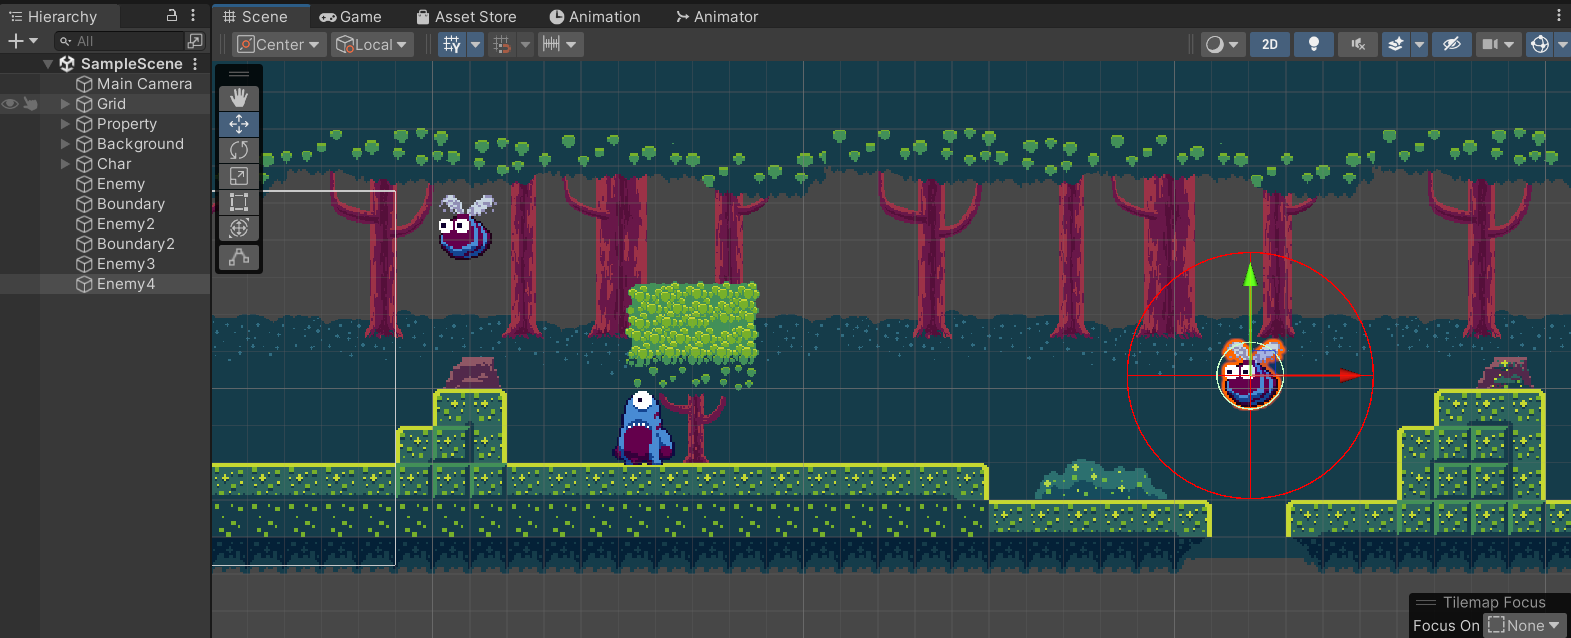 Hierarchy
Scene
Game
Asset Store
Animation
Animator
All
Center
Local
Y
2D
SampleScene
Main Camera
Grid
Property
Background
Char
Enemy
Boundary
Enemy2
Boundary2
Enemy3
Enemy4
Tilemap Focus
Focus On
None